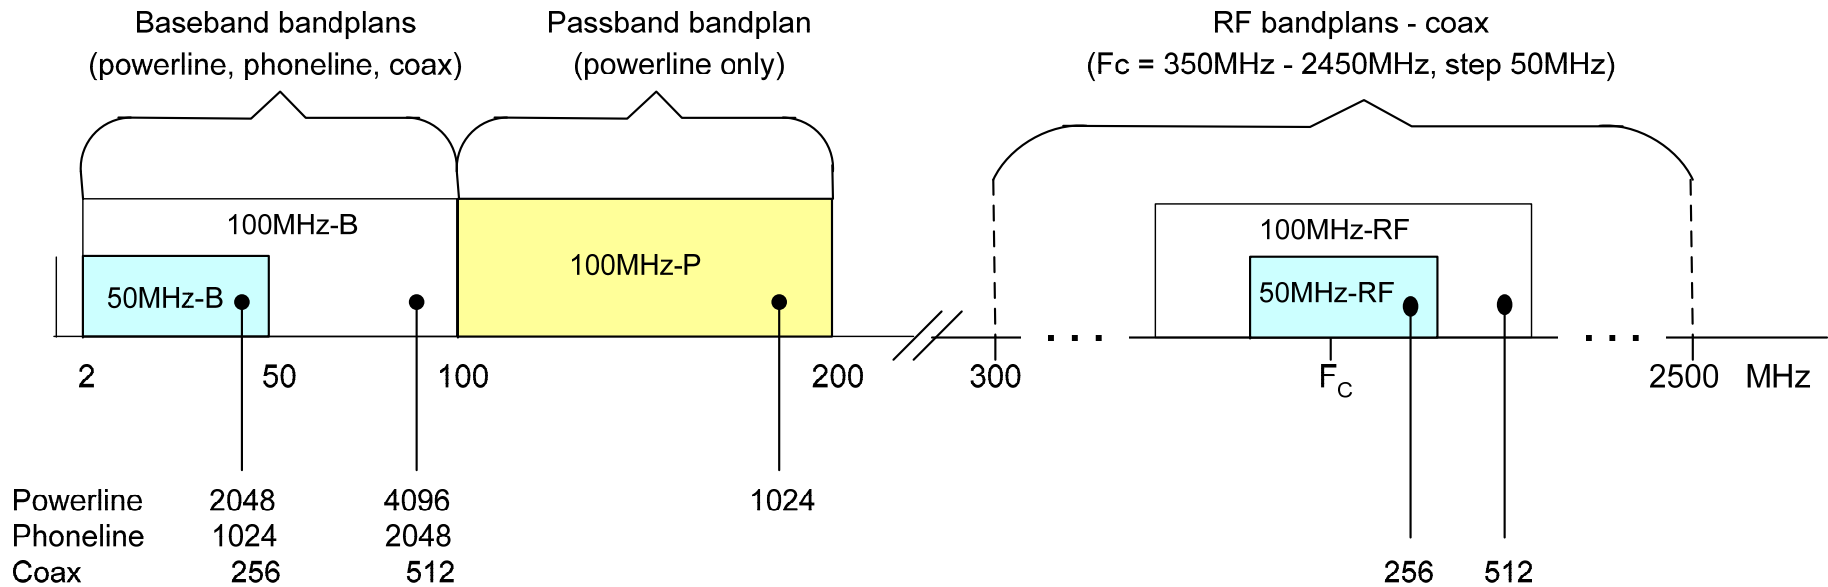 Baseband bandplans
(powerline, phoneline, coax)
Passband bandplan
(powerline only)
RF bandplans - coax
(Fc = 350MHz - 2450MHz, step 50MHz)
100MHz-B
50MHz-B
100MHz-P
100MHz-RF
50MHz-RF
2 50 100 200 300 FC 2500 MHz
Powerline 2048 4096 1024
Phoneline 1024 2048
Coax 256 512 256 512